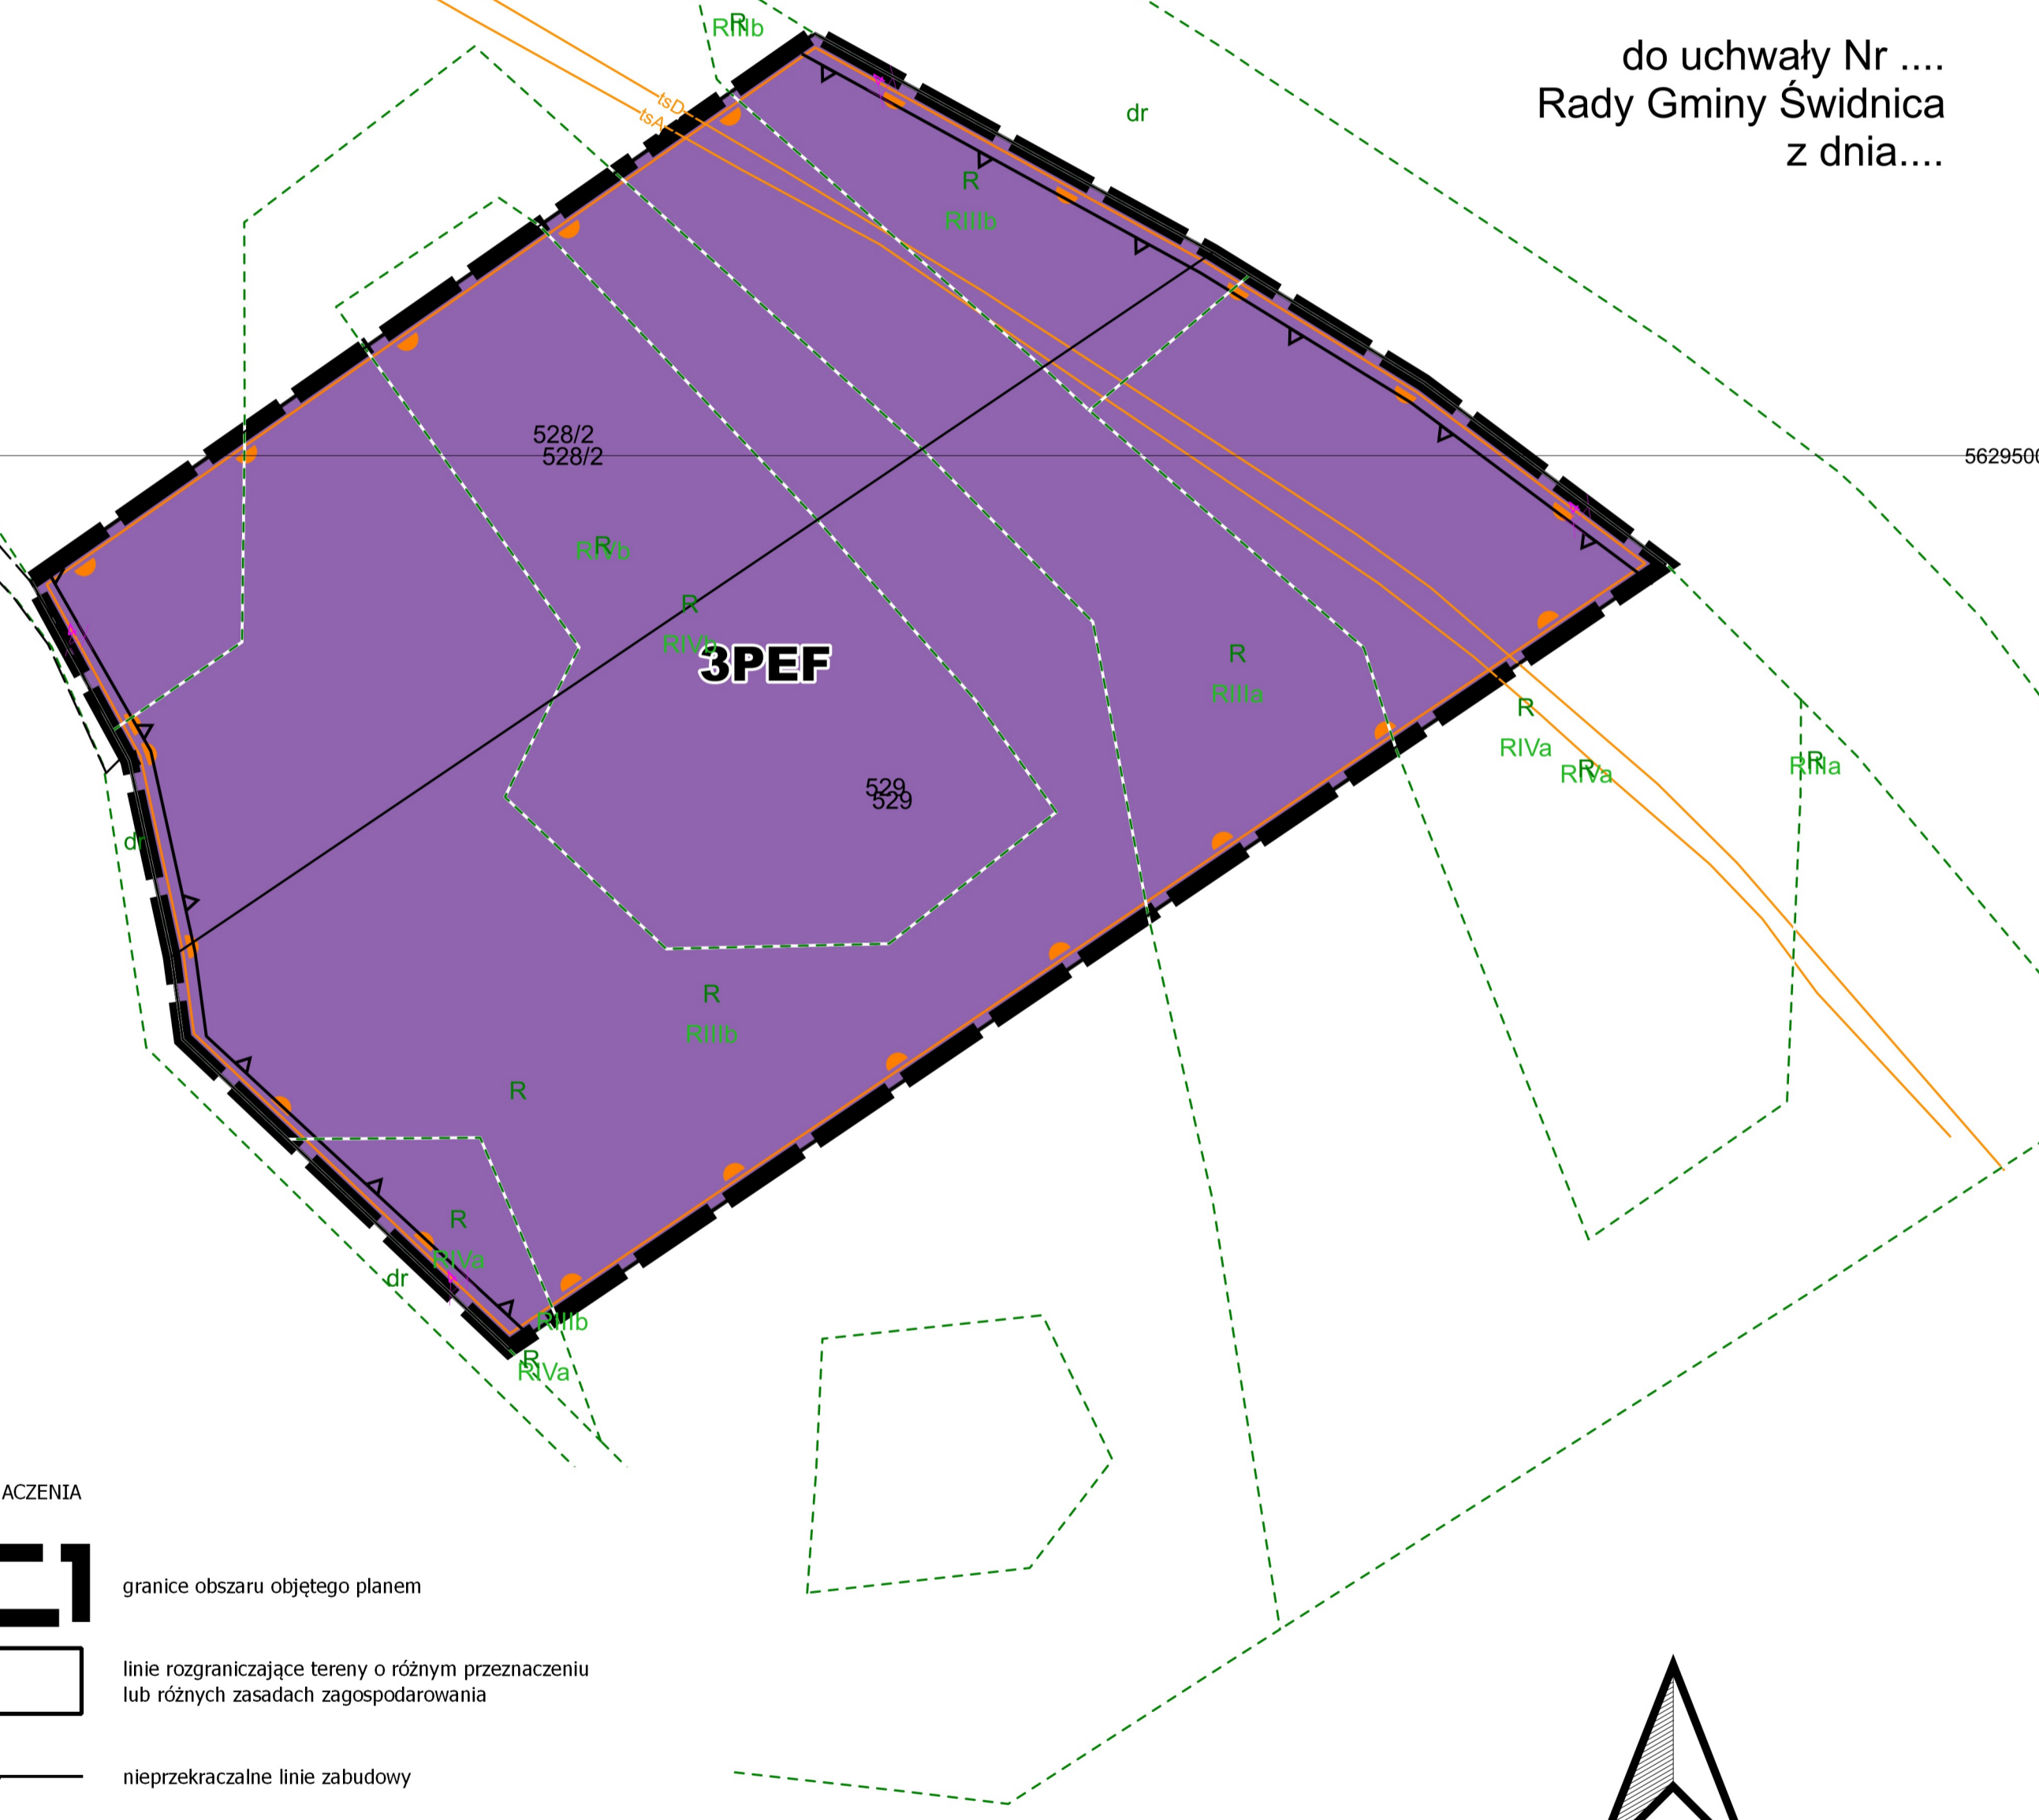 do uchwały Nr ....
Rady Gminy Świdnica
z dnia....
R
RIIIb
dr
tsD
tsA
R
RIIIb
528/2
528/2
5629500
R
RIVb
R
RIVb
3PEF
R
RIIIa
R
RIVa
R
RIVa
R
RIIIa
529
529
dr
R
RIIIb
R
R
RIVa
dr
RIIIb
R
RIVa
ACZENIA
granice obszaru objętego planem
linie rozgraniczające tereny o różnym przeznaczeniu
lub różnych zasadach zagospodarowania
nieprzekraczalne linie zabudowy